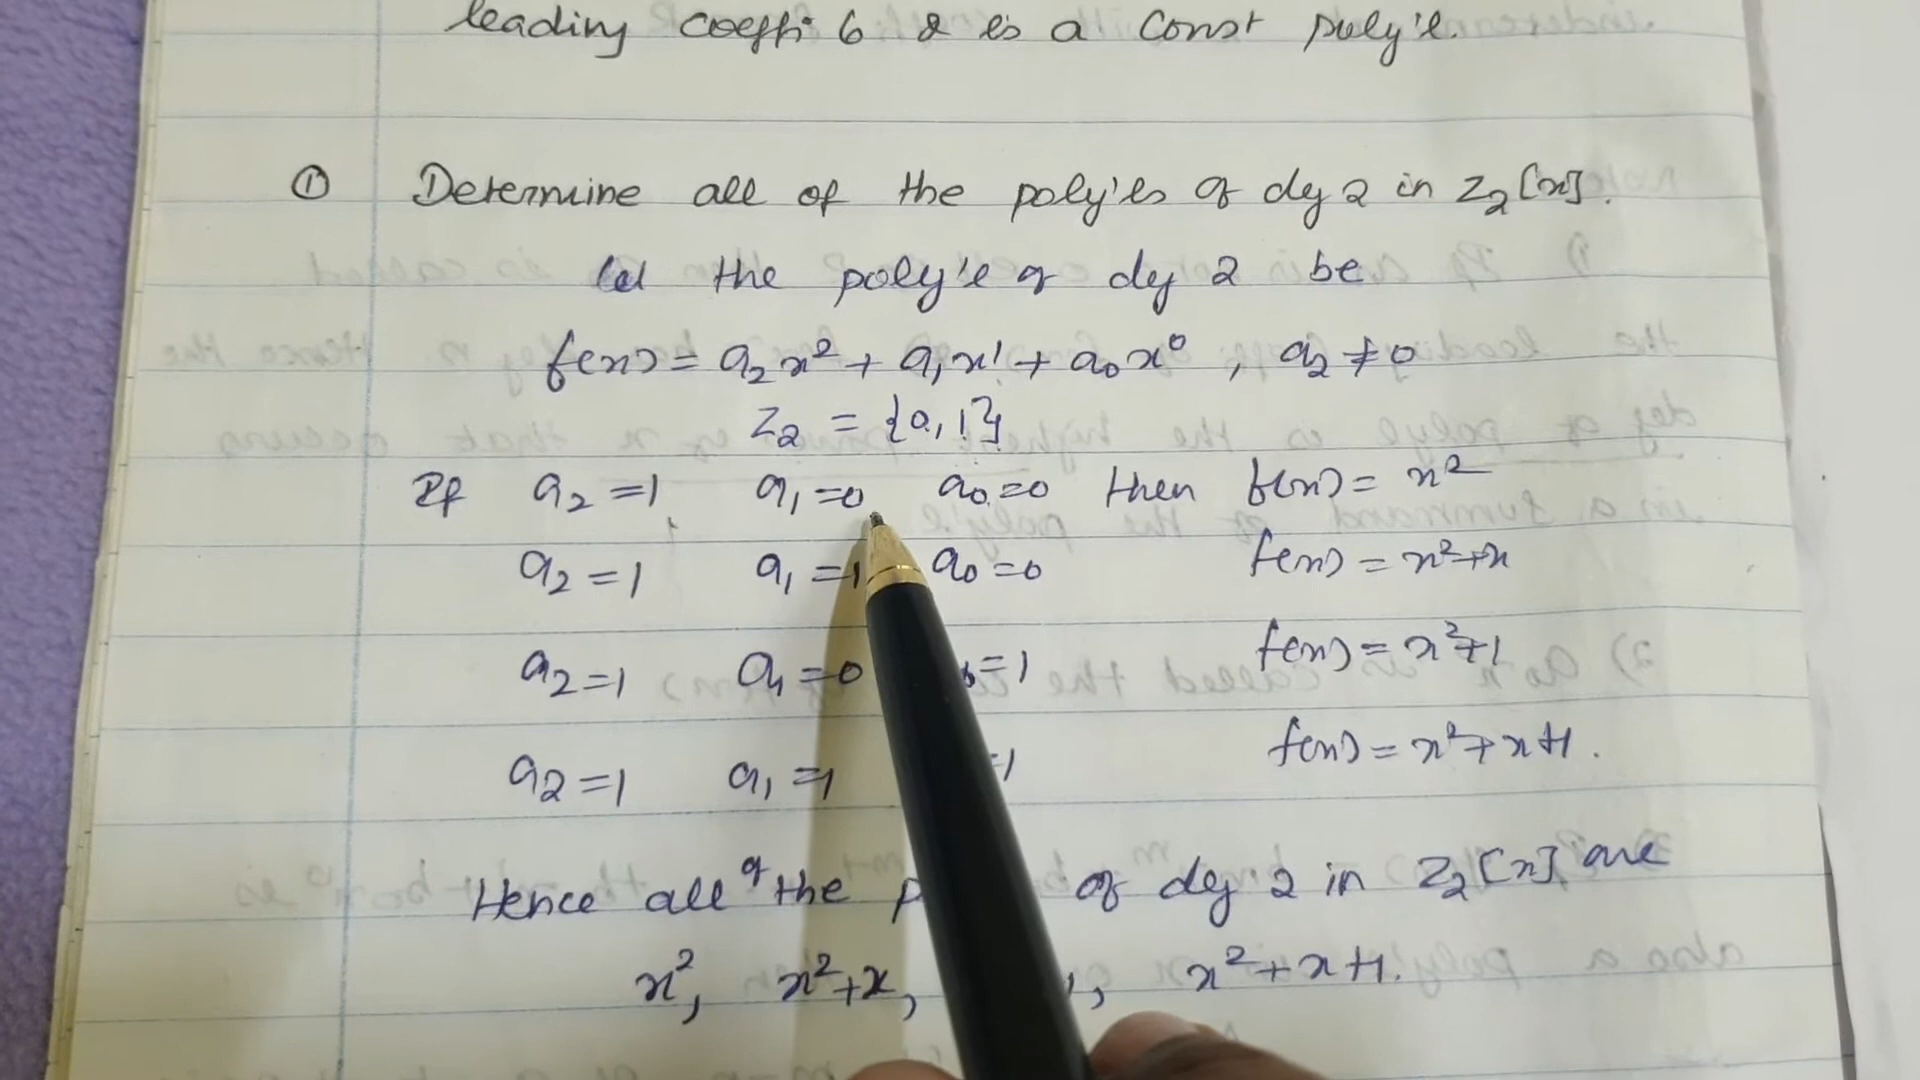 leading coeffi 6 & is a Const poly'l.
① Determine all of the poly'ls of deg 2 in Z₂[x].
let the poly'l of deg 2 be
f(x) = a₂x² + a₁x¹ + a₀x⁰ , a₂ ≠ 0
Z₂ = {0,1}
If a₂ = 1 a₁ = 0 a₀ = 0 then f(x) = x²
a₂ = 1 a₁ = 1 a₀ = 0 f(x) = x²+x
a₂ = 1 a₁ = 0 = 1 f(x) = x²+1
a₂ = 1 a₁ = 1 = 1 f(x) = x²+x+1.
Hence all of the of deg 2 in Z₂[x] are
x², x²+x, , x²+x+1.